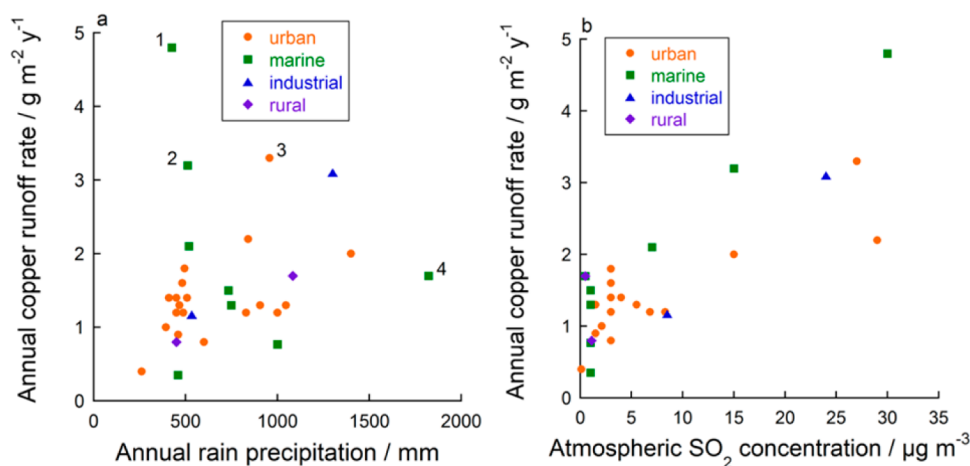 a
Annual copper runoff rate / g m⁻² y⁻¹
5
4
3
2
1
0
urban
marine
industrial
rural
1
2
3
4
0
500
1000
1500
2000
Annual rain precipitation / mm
b
Annual copper runoff rate / g m⁻² y⁻¹
5
4
3
2
1
0
urban
marine
industrial
rural
0
5
10
15
20
25
30
35
Atmospheric SO₂ concentration / µg m⁻³